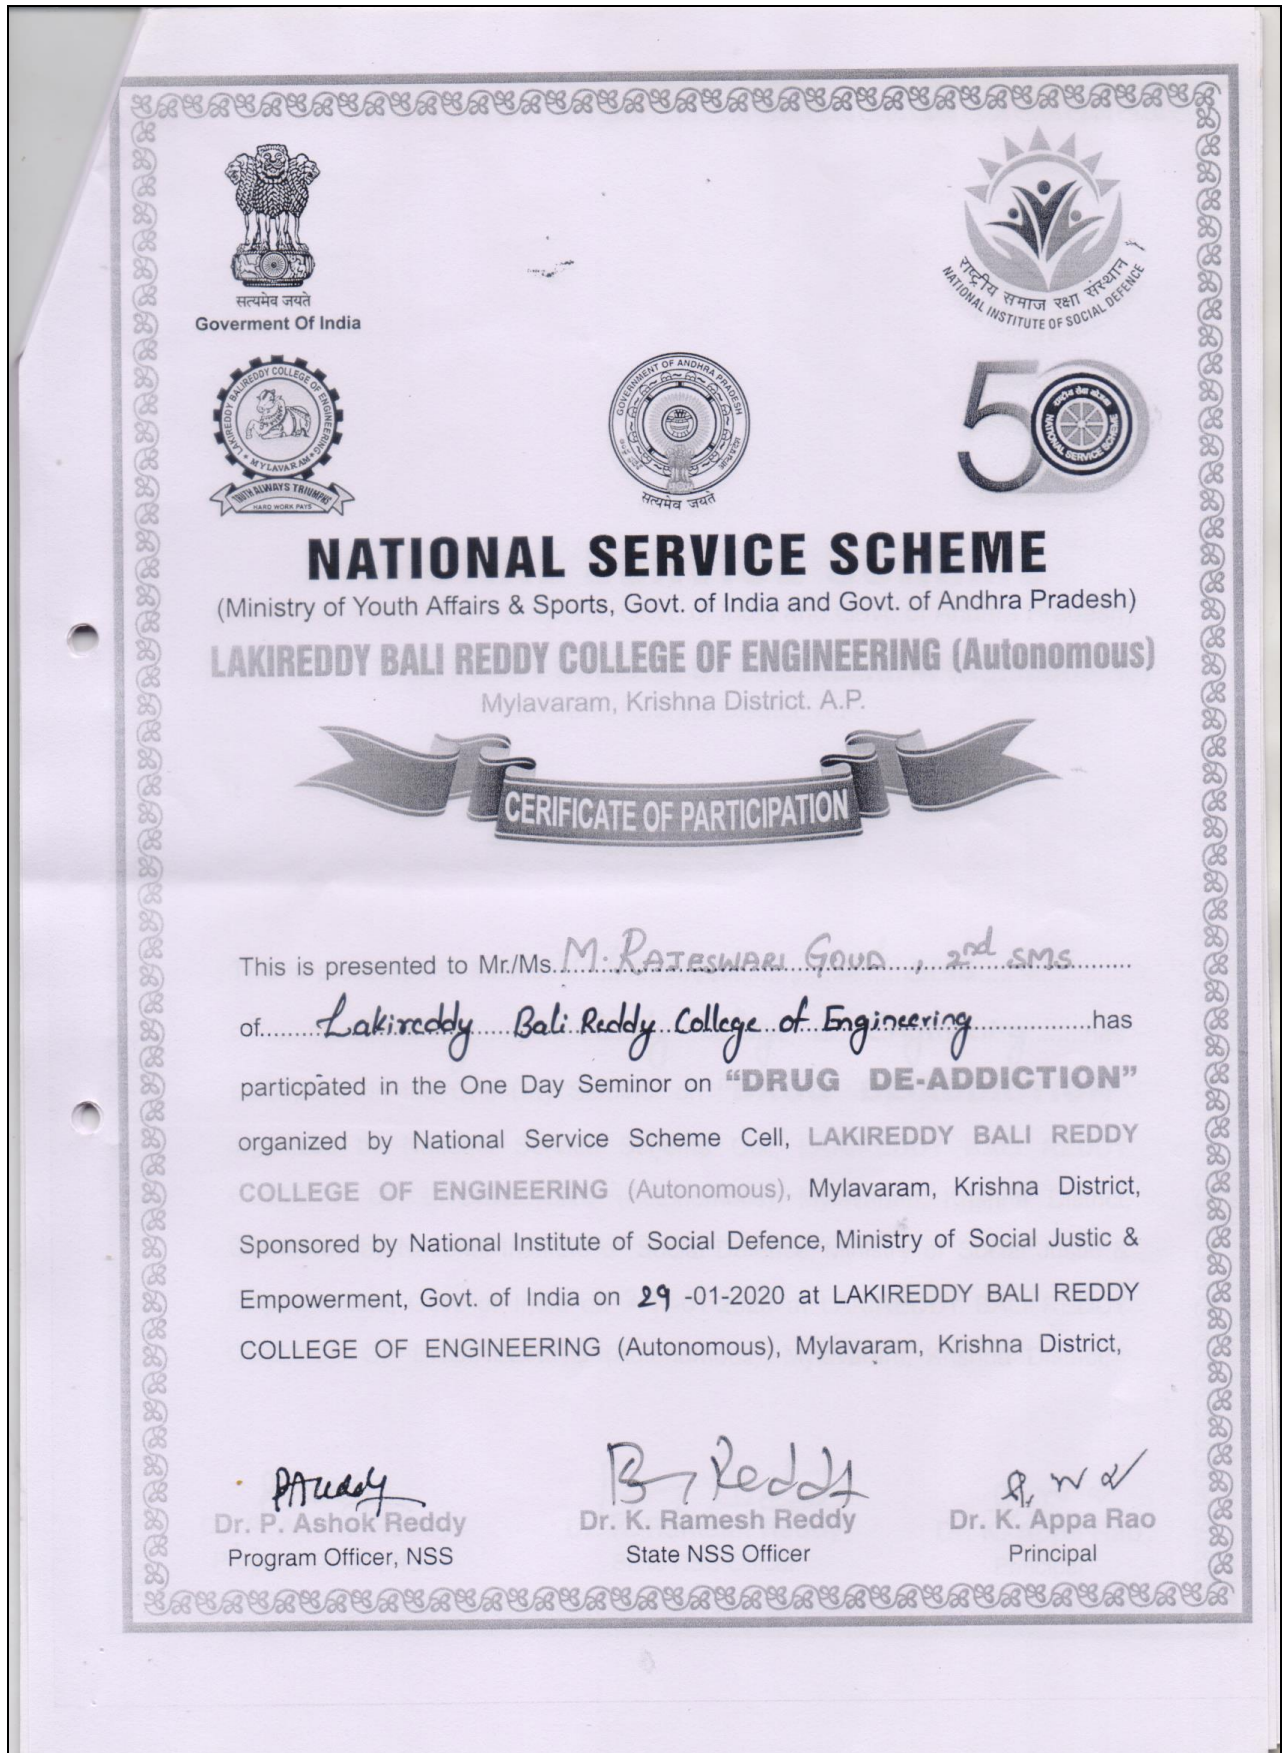 सत्यमेव जयते
Goverment Of India
राष्ट्रीय समाज रक्षा संस्थान
NATIONAL INSTITUTE OF SOCIAL DEFENCE
LAKIREDDY BALIREDDY COLLEGE OF ENGINEERING
MYLAVARAM
TRUTH ALWAYS TRIUMPHS
HARD WORK PAYS
GOVERNMENT OF ANDHRA PRADESH
सत्यमेव जयते
50
राष्ट्रीय सेवा योजना
NATIONAL SERVICE SCHEME
NATIONAL SERVICE SCHEME
(Ministry of Youth Affairs & Sports, Govt. of India and Govt. of Andhra Pradesh)
LAKIREDDY BALI REDDY COLLEGE OF ENGINEERING (Autonomous)
Mylavaram, Krishna District. A.P.
CERIFICATE OF PARTICIPATION
This is presented to Mr./Ms. M. RAJESWARI GOUD, 2nd SMS
of Lakireddy Bali Reddy College of Engineering has
particpated in the One Day Seminor on “DRUG DE-ADDICTION”
organized by National Service Scheme Cell, LAKIREDDY BALI REDDY
COLLEGE OF ENGINEERING (Autonomous), Mylavaram, Krishna District,
Sponsored by National Institute of Social Defence, Ministry of Social Justic &
Empowerment, Govt. of India on 29 -01-2020 at LAKIREDDY BALI REDDY
COLLEGE OF ENGINEERING (Autonomous), Mylavaram, Krishna District,
PAReddy
Reddy
Dr. P. Ashok Reddy
Dr. K. Ramesh Reddy
Dr. K. Appa Rao
Program Officer, NSS
State NSS Officer
Principal